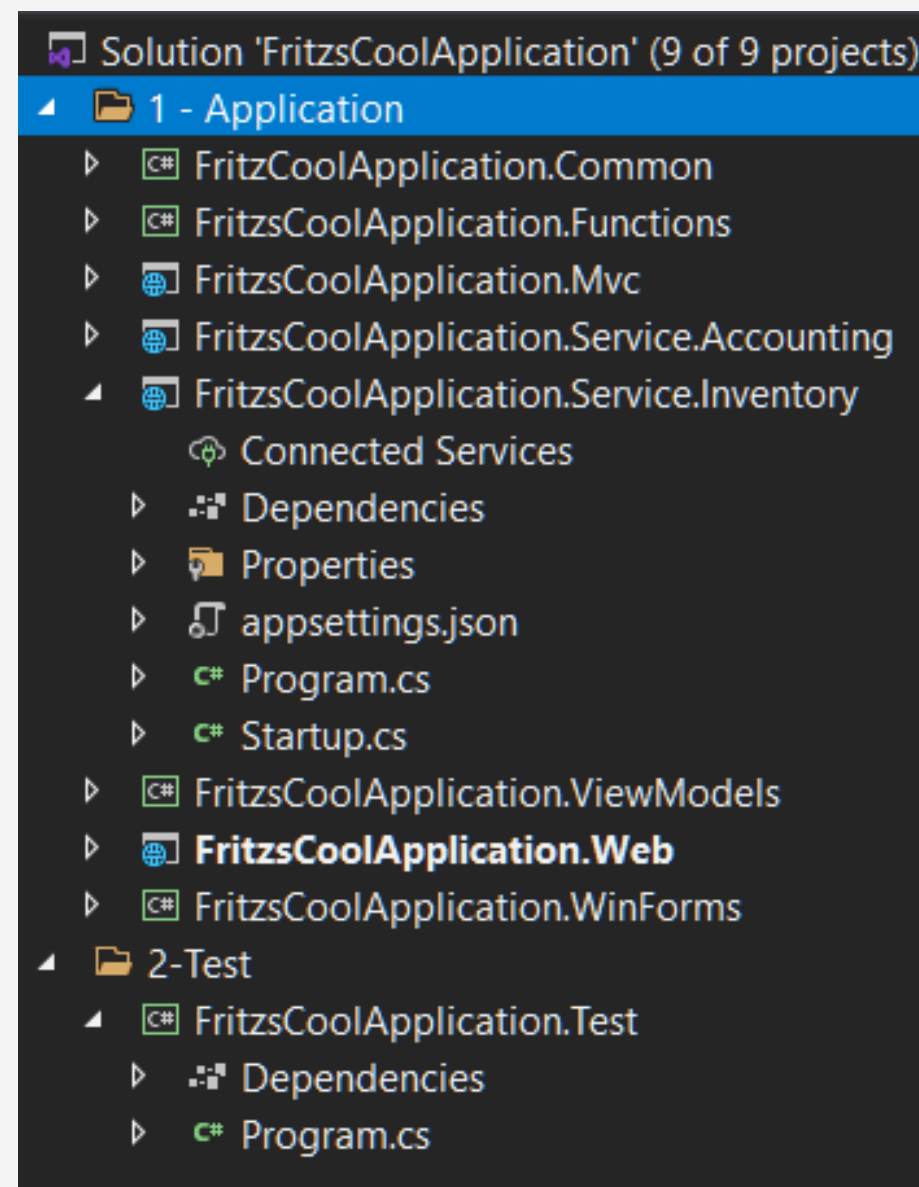 Solution 'FritzsCoolApplication' (9 of 9 projects)
1 - Application
C# FritzCoolApplication.Common
C# FritzsCoolApplication.Functions
FritzsCoolApplication.Mvc
FritzsCoolApplication.Service.Accounting
FritzsCoolApplication.Service.Inventory
Connected Services
Dependencies
Properties
appsettings.json
C# Program.cs
C# Startup.cs
C# FritzsCoolApplication.ViewModels
FritzsCoolApplication.Web
C# FritzsCoolApplication.WinForms
2-Test
C# FritzsCoolApplication.Test
Dependencies
C# Program.cs